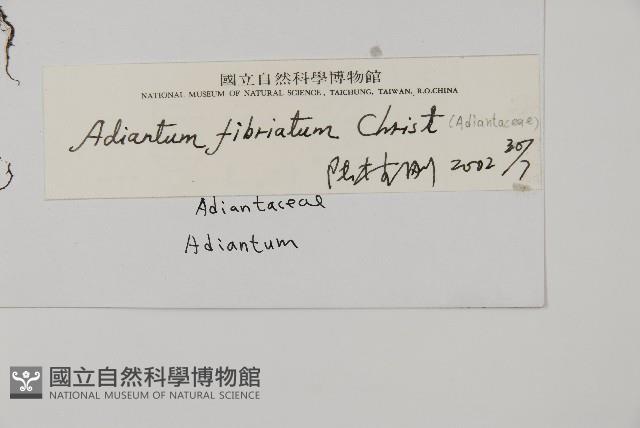 國立自然科學博物館
NATIONAL MUSEUM OF NATURAL SCIENCE, TAICHUNG, TAIWAN, R.O.CHINA
Adiantum fibriatum Christ (Adiantaceae)
2002 30/7
Adiantaceae
Adiantum
國立自然科學博物館
NATIONAL MUSEUM OF NATURAL SCIENCE